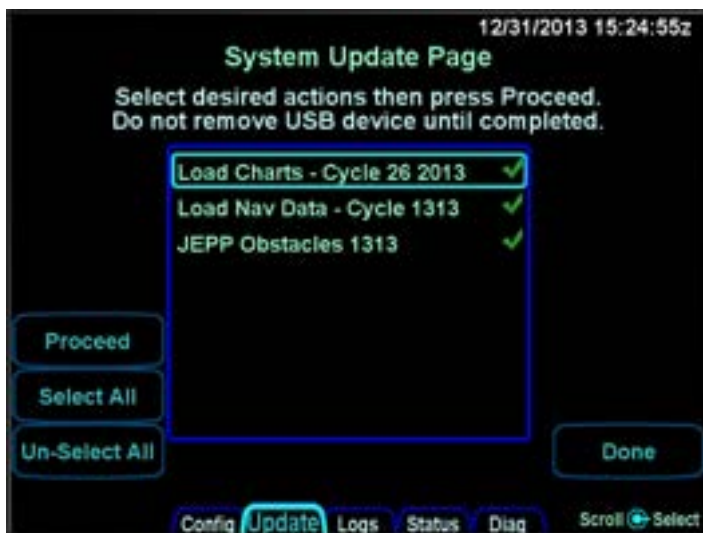 12/31/2013 15:24:55z
System Update Page
Select desired actions then press Proceed.
Do not remove USB device until completed.
Load Charts - Cycle 26 2013
Load Nav Data - Cycle 1313
JEPP Obstacles 1313
Proceed
Select All
Un-Select All
Done
Config Update Logs Status Diag Scroll Select